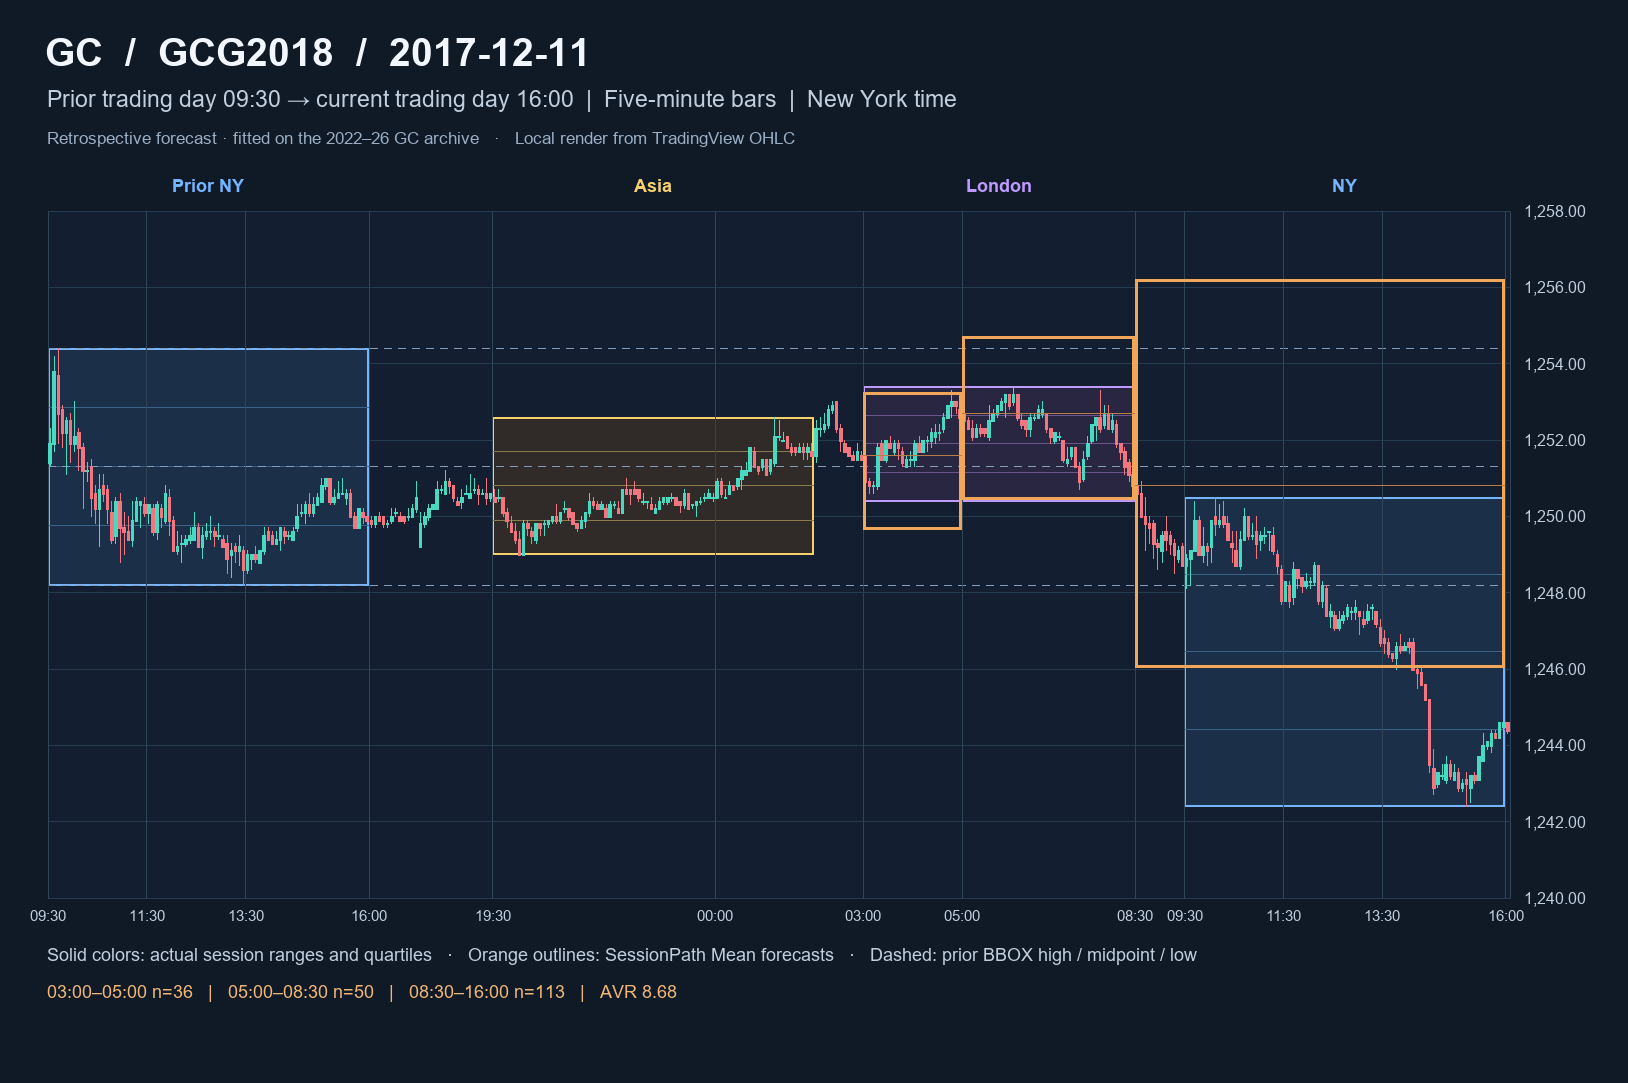 GC / GCG2018 / 2017-12-11
Prior trading day 09:30 → current trading day 16:00 | Five-minute bars | New York time
Retrospective forecast · fitted on the 2022–26 GC archive · Local render from TradingView OHLC
Prior NY Asia London NY
1,258.00
1,256.00
1,254.00
1,252.00
1,250.00
1,248.00
1,246.00
1,244.00
1,242.00
1,240.00
09:30 11:30 13:30 16:00 19:30 00:00 03:00 05:00 08:30 09:30 11:30 13:30 16:00
Solid colors: actual session ranges and quartiles · Orange outlines: SessionPath Mean forecasts · Dashed: prior BBOX high / midpoint / low
03:00–05:00 n=36 | 05:00–08:30 n=50 | 08:30–16:00 n=113 | AVR 8.68